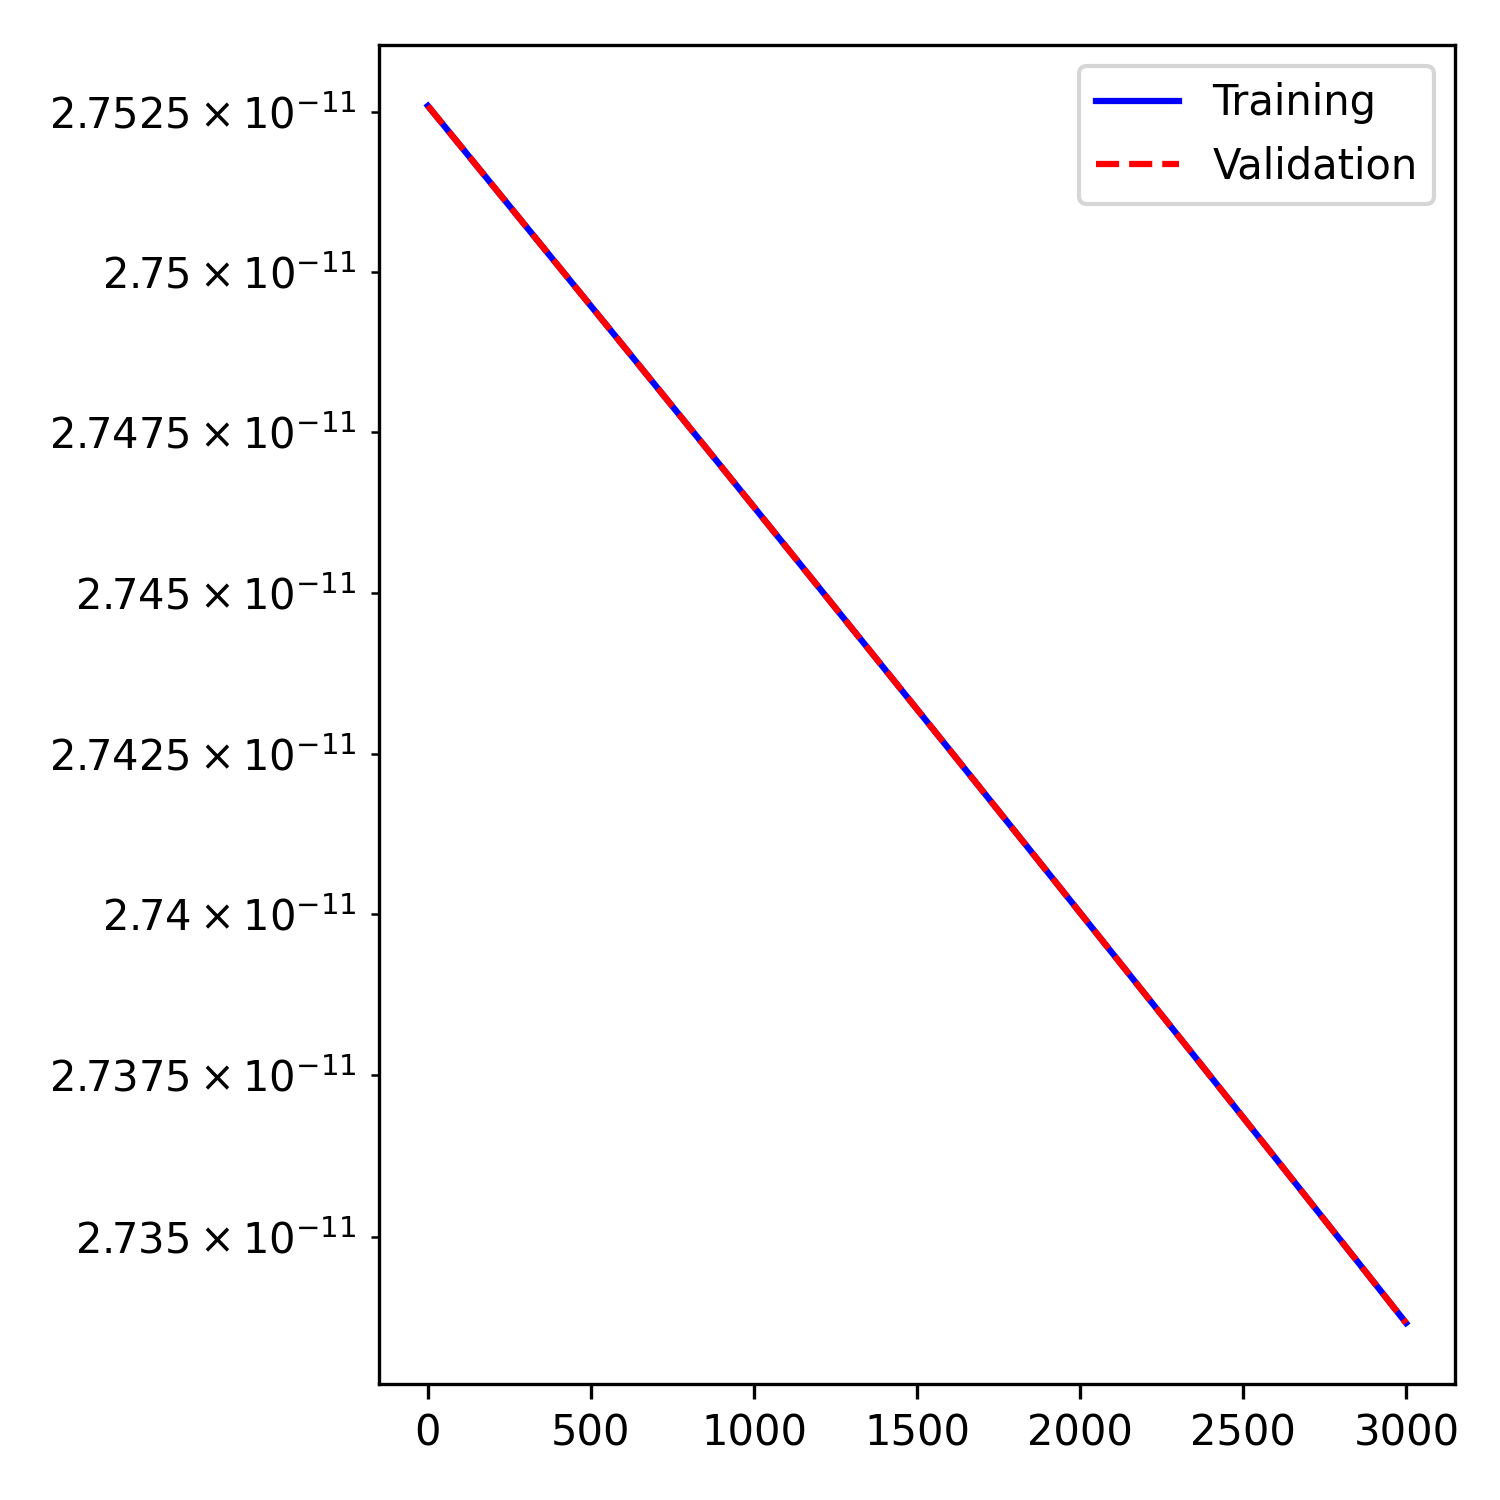 Training
Validation
2.7525 × 10⁻¹¹
2.75 × 10⁻¹¹
2.7475 × 10⁻¹¹
2.745 × 10⁻¹¹
2.7425 × 10⁻¹¹
2.74 × 10⁻¹¹
2.7375 × 10⁻¹¹
2.735 × 10⁻¹¹
0 500 1000 1500 2000 2500 3000